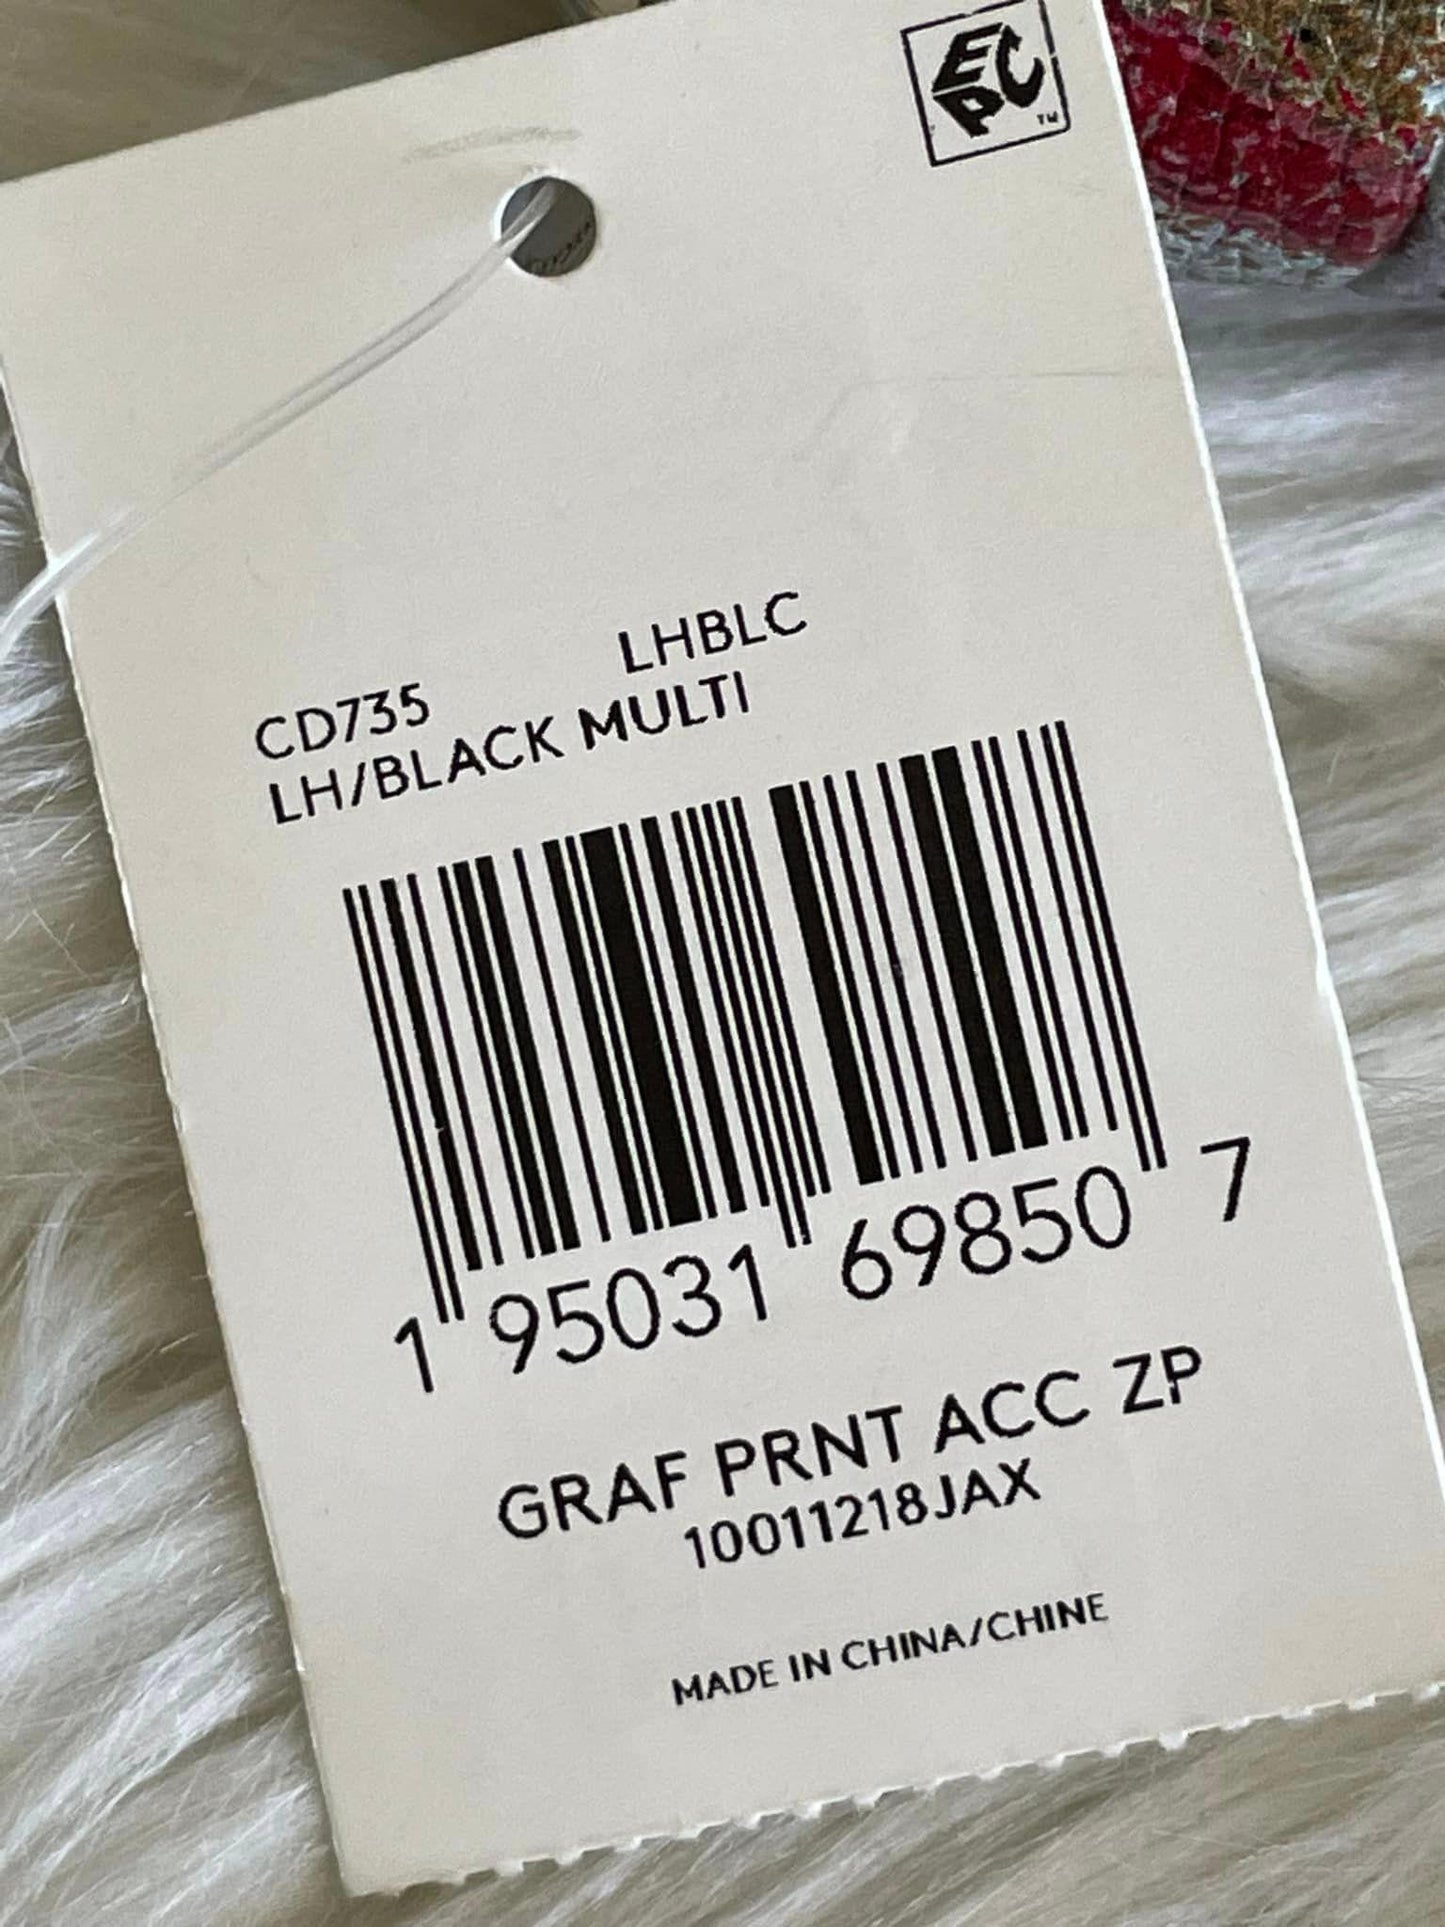 EPC
TM
LHBLC
CD735
LH/BLACK MULTI
1 95031 69850 7
GRAF PRNT ACC ZP
10011218JAX
MADE IN CHINA/CHINE